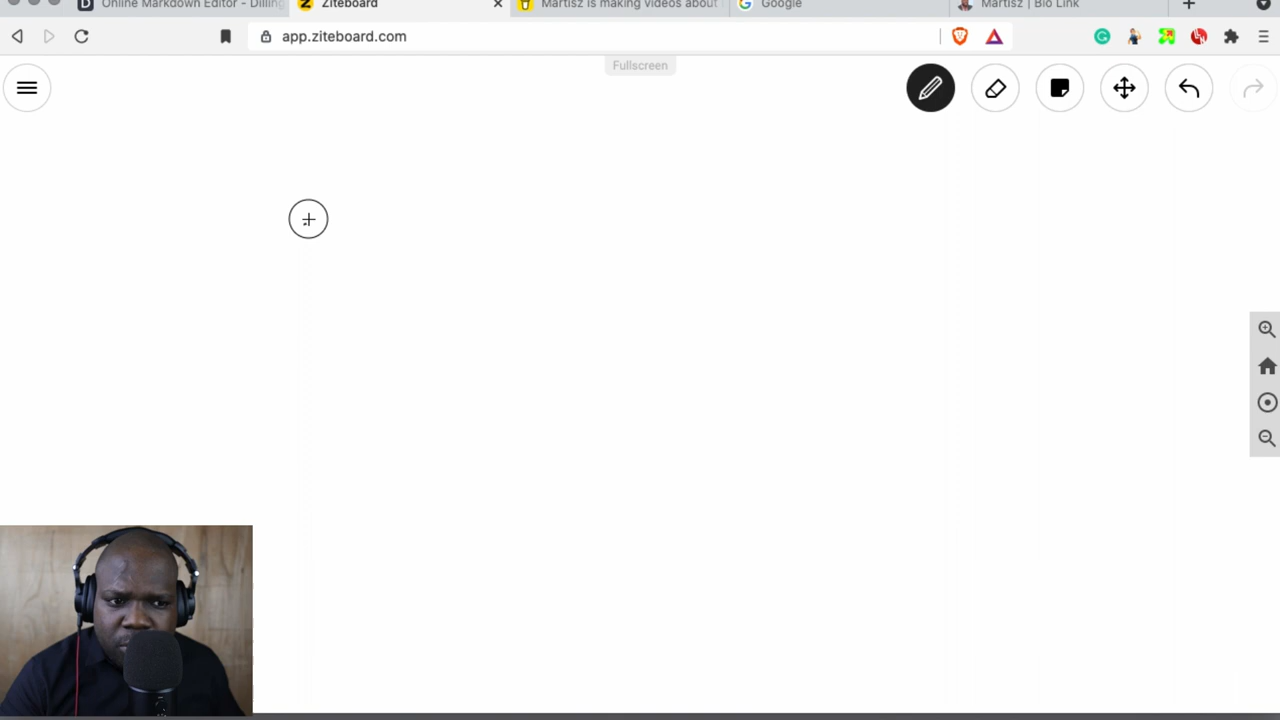 Online Markdown Editor - Dilling
Ziteboard
Martisz is making videos about
Google
Martisz | Bio Link
app.ziteboard.com
Fullscreen